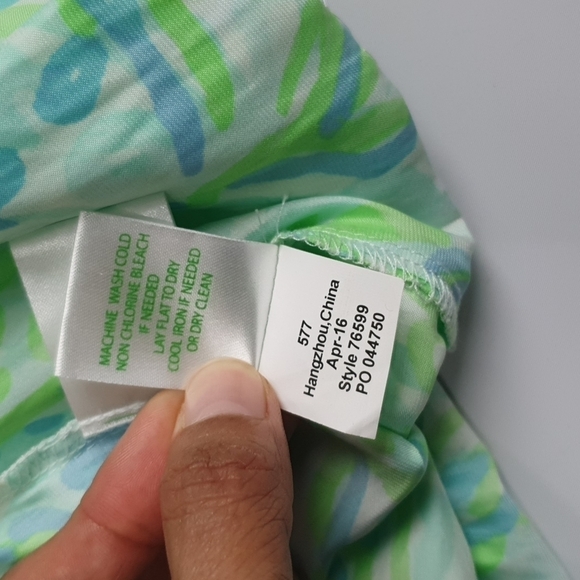 MACHINE WASH COLD
NON CHLORINE BLEACH
IF NEEDED
LAY FLAT TO DRY
COOL IRON IF NEEDED
OR DRY CLEAN
577
Hangzhou,China
Apr-16
Style 76599
PO 044750